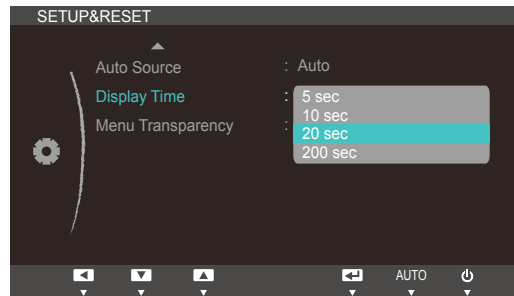 SETUP&RESET
Auto Source : Auto
Display Time : 5 sec
10 sec
Menu Transparency : 20 sec
200 sec
AUTO